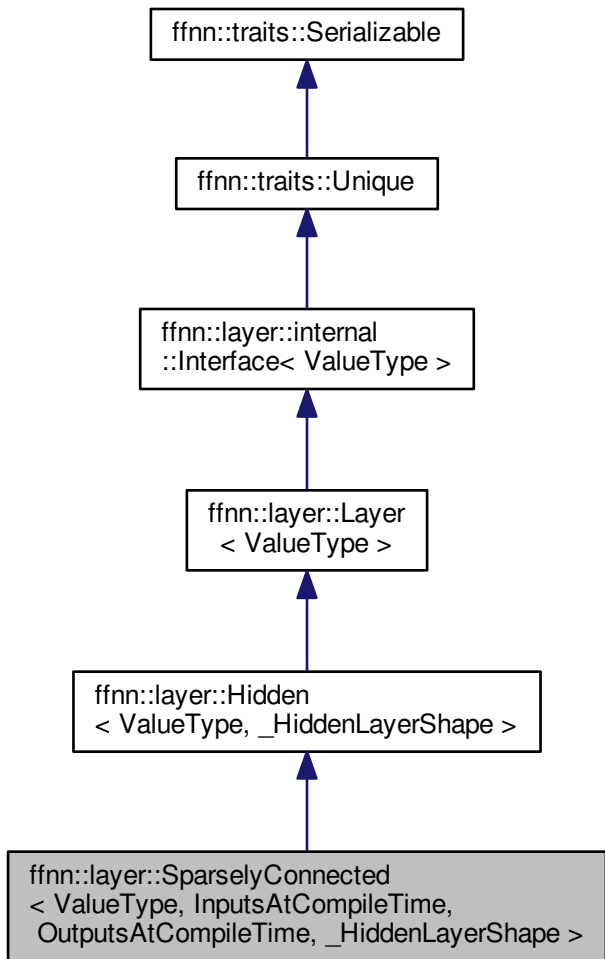 ffnn::traits::Serializable
ffnn::traits::Unique
ffnn::layer::internal
::Interface< ValueType >
ffnn::layer::Layer
< ValueType >
ffnn::layer::Hidden
< ValueType, _HiddenLayerShape >
ffnn::layer::SparselyConnected
< ValueType, InputsAtCompileTime,
OutputsAtCompileTime, _HiddenLayerShape >